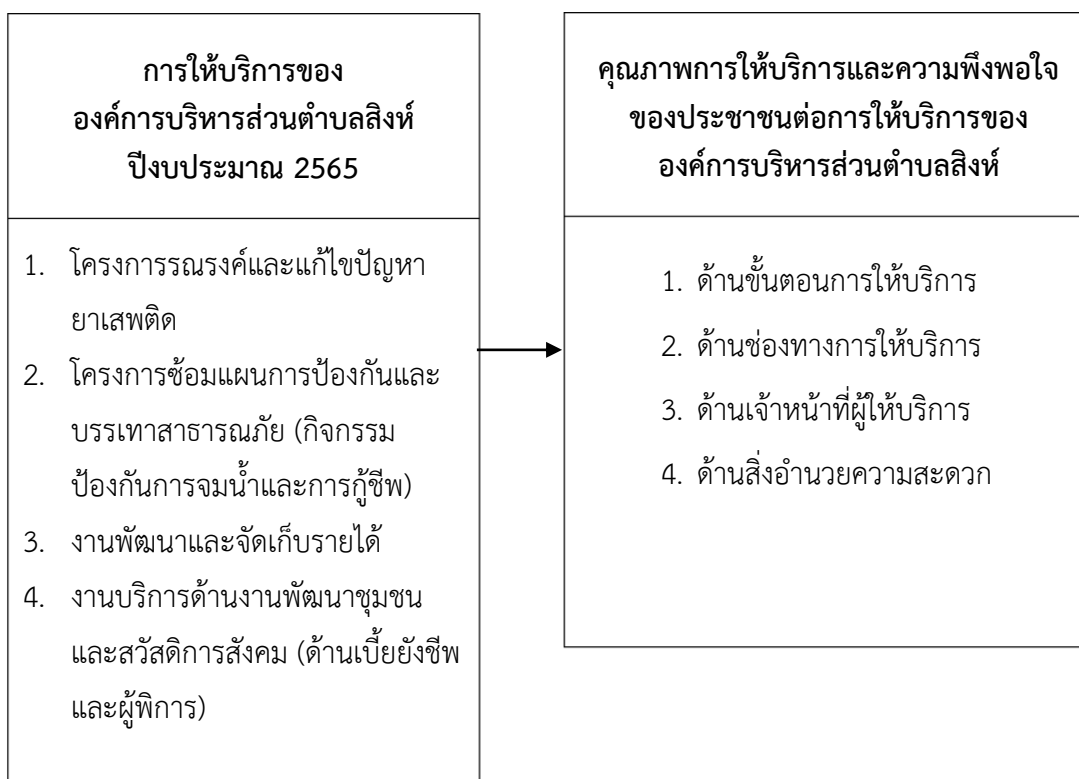 การให้บริการของ
องค์การบริหารส่วนตำบลสิงห์
ปีงบประมาณ 2565
1. โครงการรณรงค์และแก้ไขปัญหา
ยาเสพติด
2. โครงการซ้อมแผนการป้องกันและ
บรรเทาสาธารณภัย (กิจกรรม
ป้องกันการจมน้ำและการกู้ชีพ)
3. งานพัฒนาและจัดเก็บรายได้
4. งานบริการด้านงานพัฒนาชุมชน
และสวัสดิการสังคม (ด้านเบี้ยยังชีพ
และผู้พิการ)
คุณภาพการให้บริการและความพึงพอใจ
ของประชาชนต่อการให้บริการของ
องค์การบริหารส่วนตำบลสิงห์
1. ด้านขั้นตอนการให้บริการ
2. ด้านช่องทางการให้บริการ
3. ด้านเจ้าหน้าที่ผู้ให้บริการ
4. ด้านสิ่งอำนวยความสะดวก